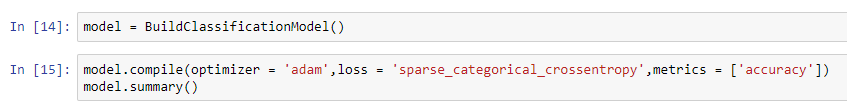 In [14]: model = BuildClassificationModel()
In [15]: model.compile(optimizer = 'adam',loss = 'sparse_categorical_crossentropy',metrics = ['accuracy'])
model.summary()